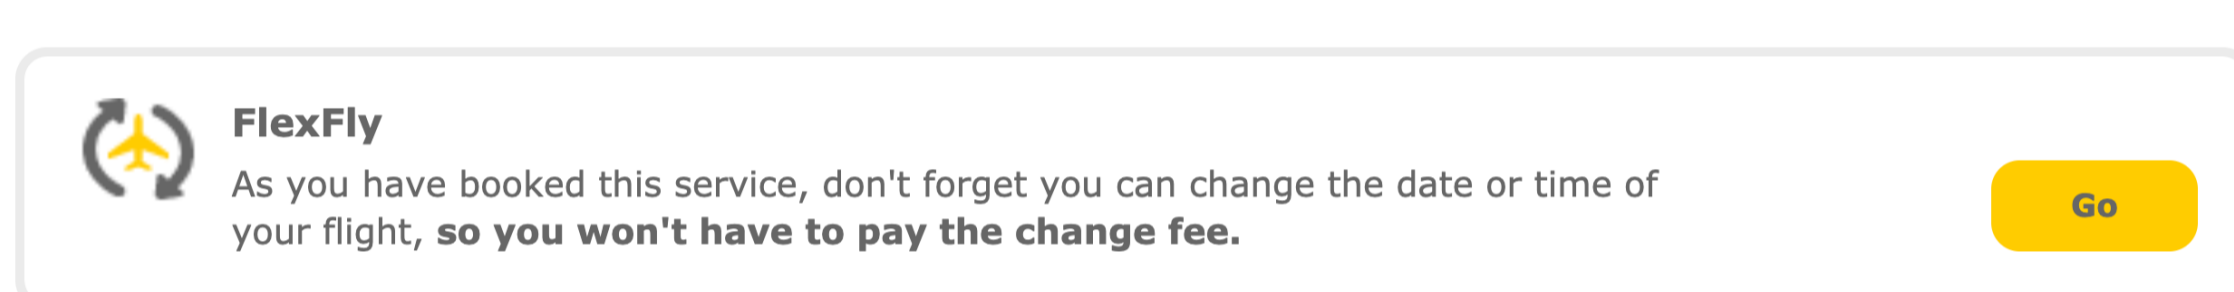 FlexFly
As you have booked this service, don't forget you can change the date or time of
your flight, so you won't have to pay the change fee.
Go